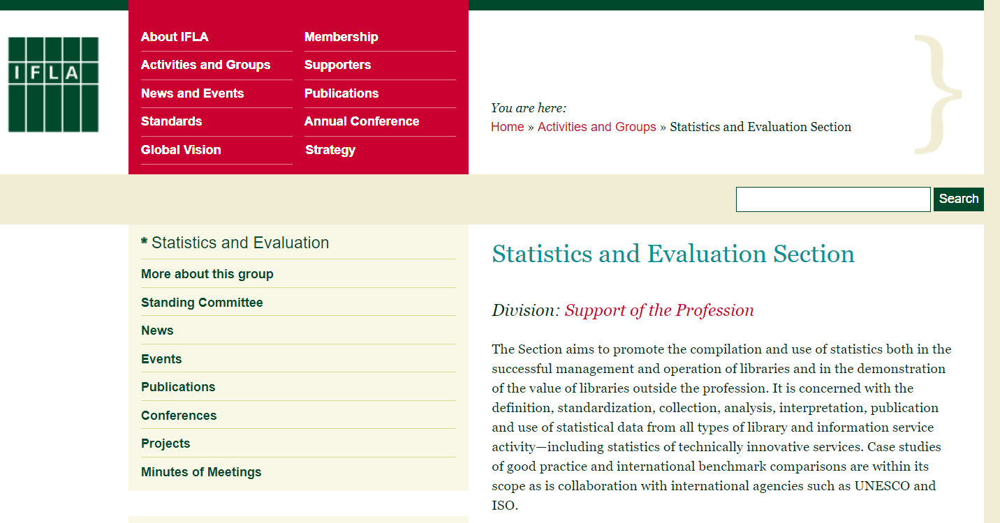 IFLA
About IFLA
Activities and Groups
News and Events
Standards
Global Vision
Membership
Supporters
Publications
Annual Conference
Strategy
You are here:
Home » Activities and Groups » Statistics and Evaluation Section
}
Search
* Statistics and Evaluation
More about this group
Standing Committee
News
Events
Publications
Conferences
Projects
Minutes of Meetings
Statistics and Evaluation Section
Division: Support of the Profession
The Section aims to promote the compilation and use of statistics both in the
successful management and operation of libraries and in the demonstration
of the value of libraries outside the profession. It is concerned with the
definition, standardization, collection, analysis, interpretation, publication
and use of statistical data from all types of library and information service
activity—including statistics of technically innovative services. Case studies
of good practice and international benchmark comparisons are within its
scope as is collaboration with international agencies such as UNESCO and
ISO.